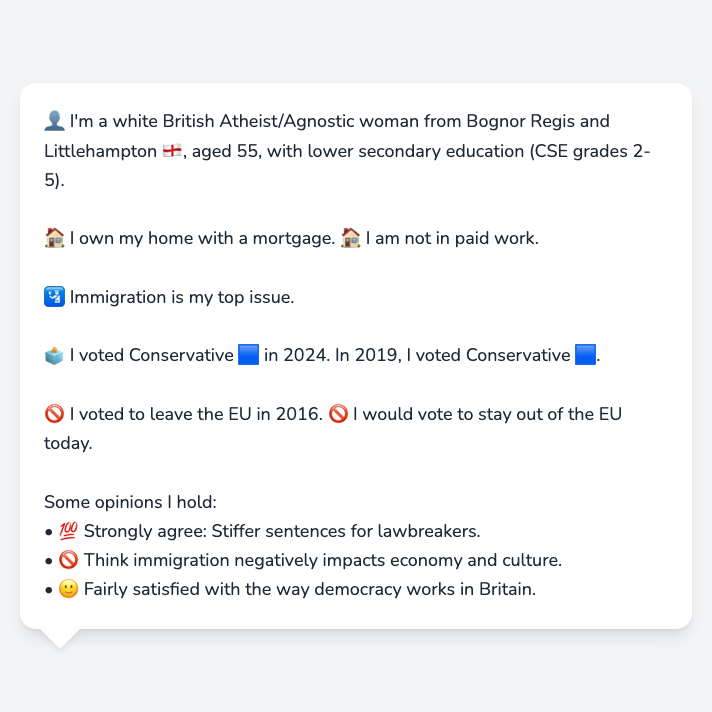 👤 I'm a white British Atheist/Agnostic woman from Bognor Regis and
Littlehampton 🏴󠁧󠁢󠁥󠁮󠁧󠁿, aged 55, with lower secondary education (CSE grades 2-
5).
🏠 I own my home with a mortgage. 🏠 I am not in paid work.
🛂 Immigration is my top issue.
🗳️ I voted Conservative 🟦 in 2024. In 2019, I voted Conservative 🟦.
🚫 I voted to leave the EU in 2016. 🚫 I would vote to stay out of the EU
today.
Some opinions I hold:
• 💯 Strongly agree: Stiffer sentences for lawbreakers.
• 🚫 Think immigration negatively impacts economy and culture.
• 🙂 Fairly satisfied with the way democracy works in Britain.